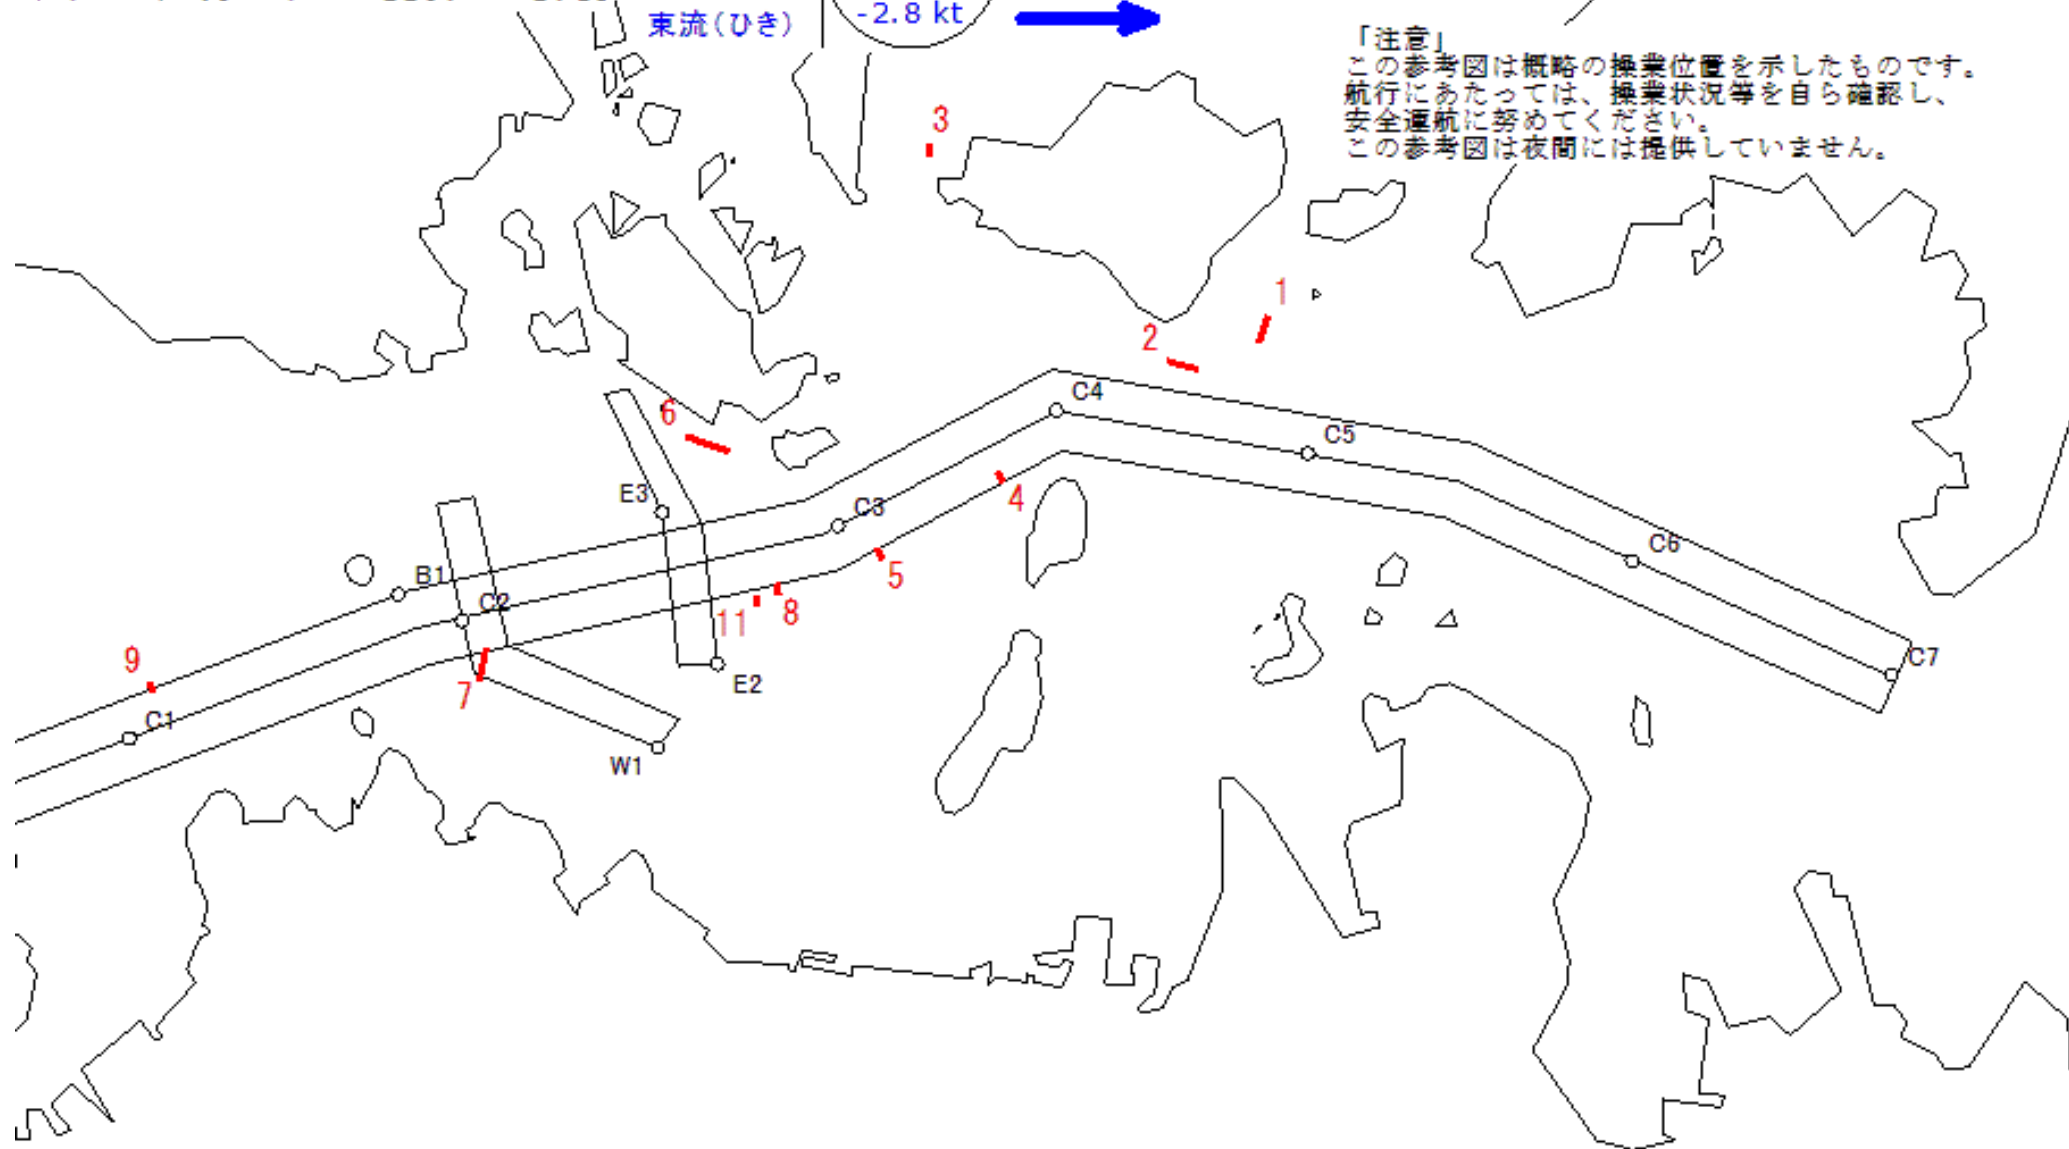 東流(ひき)
-2.8 kt
「注意」
この参考図は概略の操業位置を示したものです。
航行にあたっては、操業状況等を自ら確認し、
安全運航に努めてください。
この参考図は夜間には提供していません。
3
1
2
C4
6
C5
E3
C3
4
C6
B1
5
C2
11
8
9
C7
E2
7
C1
W1